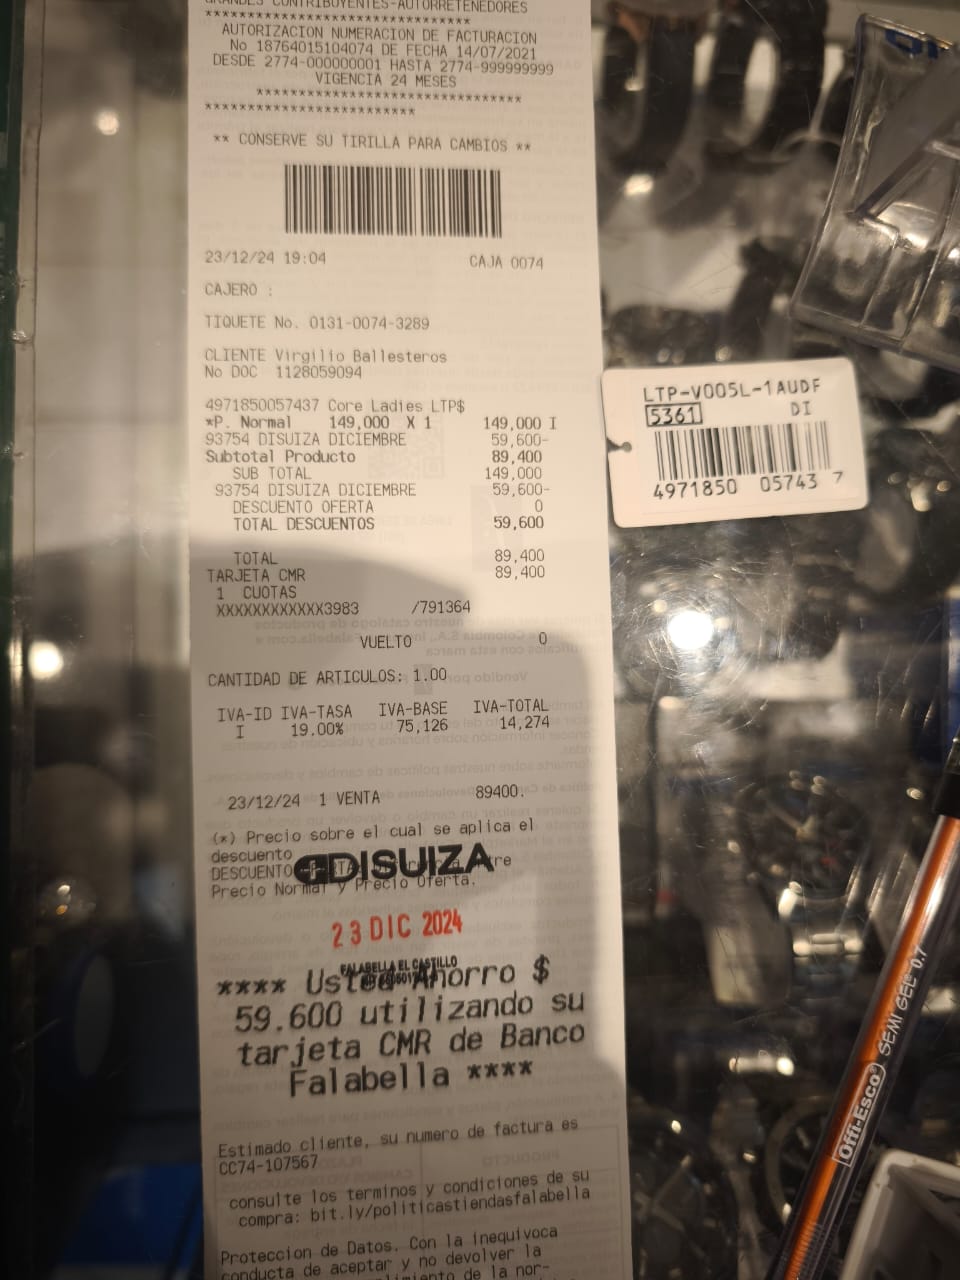 GRANDES CONTRIBUYENTES-AUTORRETENEDORES
*******************************
AUTORIZACION NUMERACION DE FACTURACION
No 18764015104074 DE FECHA 14/07/2021
DESDE 2774-000000001 HASTA 2774-999999999
VIGENCIA 24 MESES
*******************************
*************************
** CONSERVE SU TIRILLA PARA CAMBIOS **
23/12/24 19:04 CAJA 0074
CAJERO :
TIQUETE No. 0131-0074-3289
CLIENTE Virgilio Ballesteros
No DOC 1128059094
4971850057437 Core Ladies LTP$
*P. Normal 149,000 X 1 149,000 I
93754 DISUIZA DICIEMBRE 59,600-
Subtotal Producto 89,400
SUB TOTAL 149,000
93754 DISUIZA DICIEMBRE 59,600-
DESCUENTO OFERTA 0
TOTAL DESCUENTOS 59,600
TOTAL 89,400
TARJETA CMR 89,400
1 CUOTAS
XXXXXXXXXXXX3983 /791364
VUELTO 0
CANTIDAD DE ARTICULOS: 1.00
IVA-ID IVA-TASA IVA-BASE IVA-TOTAL
I 19.00% 75,126 14,274
23/12/24 1 VENTA 89400.
(*) Precio sobre el cual se aplica el
descuento
DISUIZA
DESCUENTO
Precio Normal y Precio Oferta.
23 DIC 2024
FALABELLA EL CASTILLO
**** Usted Ahorro $
59.600 utilizando su
tarjeta CMR de Banco
Falabella ****
Estimado cliente, su numero de factura es
CC74-107567
consulte los terminos y condiciones de su
compra: bit.ly/politicastiendasfalabella
Proteccion de Datos. Con la inequivoca
conducta de aceptar y no devolver la
de la nor-
LTP-V005L-1AUDF
5361 DI
4971850 05743 7
Offi-Esco SEMI GEL 0.7